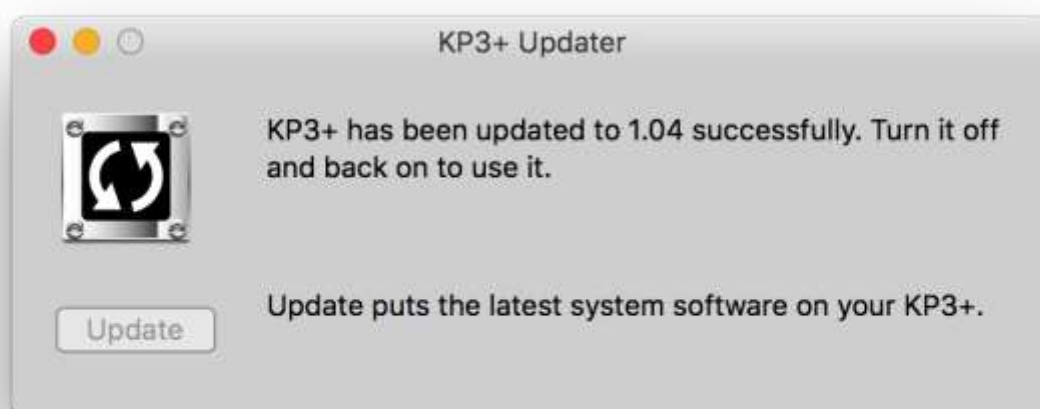 KP3+ Updater
KP3+ has been updated to 1.04 successfully. Turn it off
and back on to use it.
Update puts the latest system software on your KP3+.
Update